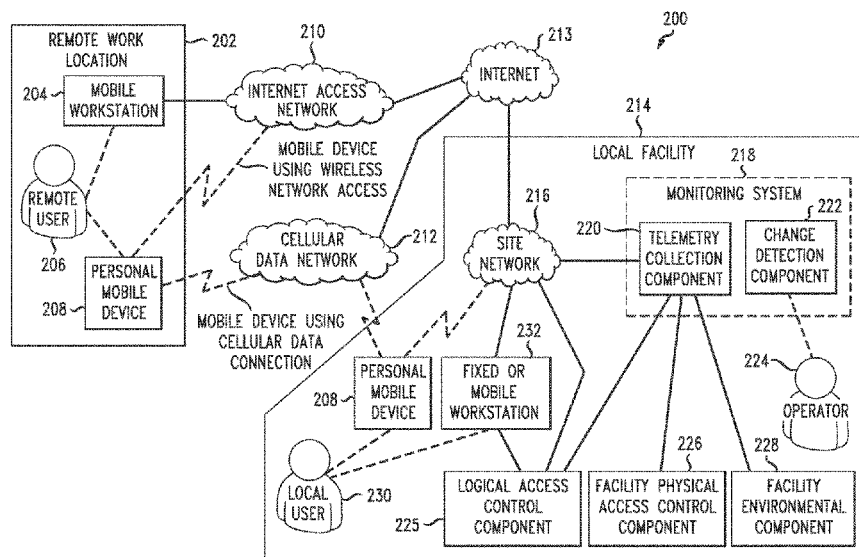 200
REMOTE WORK
LOCATION
202
204
MOBILE
WORKSTATION
REMOTE
USER
206
208
PERSONAL
MOBILE
DEVICE
210
INTERNET ACCESS
NETWORK
MOBILE DEVICE
USING WIRELESS
NETWORK ACCESS
CELLULAR
DATA NETWORK
212
MOBILE DEVICE USING
CELLULAR DATA
CONNECTION
213
INTERNET
214
LOCAL FACILITY
216
SITE
NETWORK
218
MONITORING SYSTEM
220
TELEMETRY
COLLECTION
COMPONENT
222
CHANGE
DETECTION
COMPONENT
224
OPERATOR
208
PERSONAL
MOBILE
DEVICE
232
FIXED OR
MOBILE
WORKSTATION
LOCAL
USER
230
225
LOGICAL ACCESS
CONTROL
COMPONENT
226
FACILITY PHYSICAL
ACCESS CONTROL
COMPONENT
228
FACILITY
ENVIRONMENTAL
COMPONENT